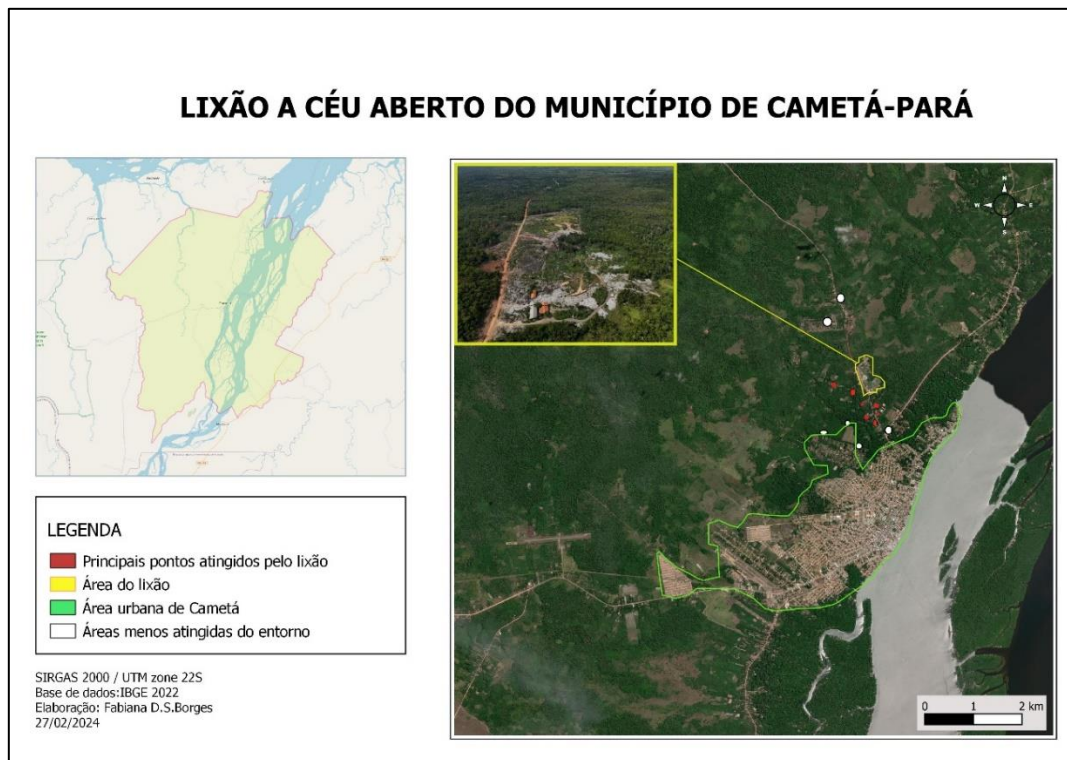 LIXÃO A CÉU ABERTO DO MUNICÍPIO DE CAMETÁ-PARÁ
N
W E
S
LEGENDA
Principais pontos atingidos pelo lixão
Área do lixão
Área urbana de Cametá
Áreas menos atingidas do entorno
SIRGAS 2000 / UTM zone 22S
Base de dados:IBGE 2022
Elaboração: Fabiana D.S.Borges
27/02/2024
0 1 2 km